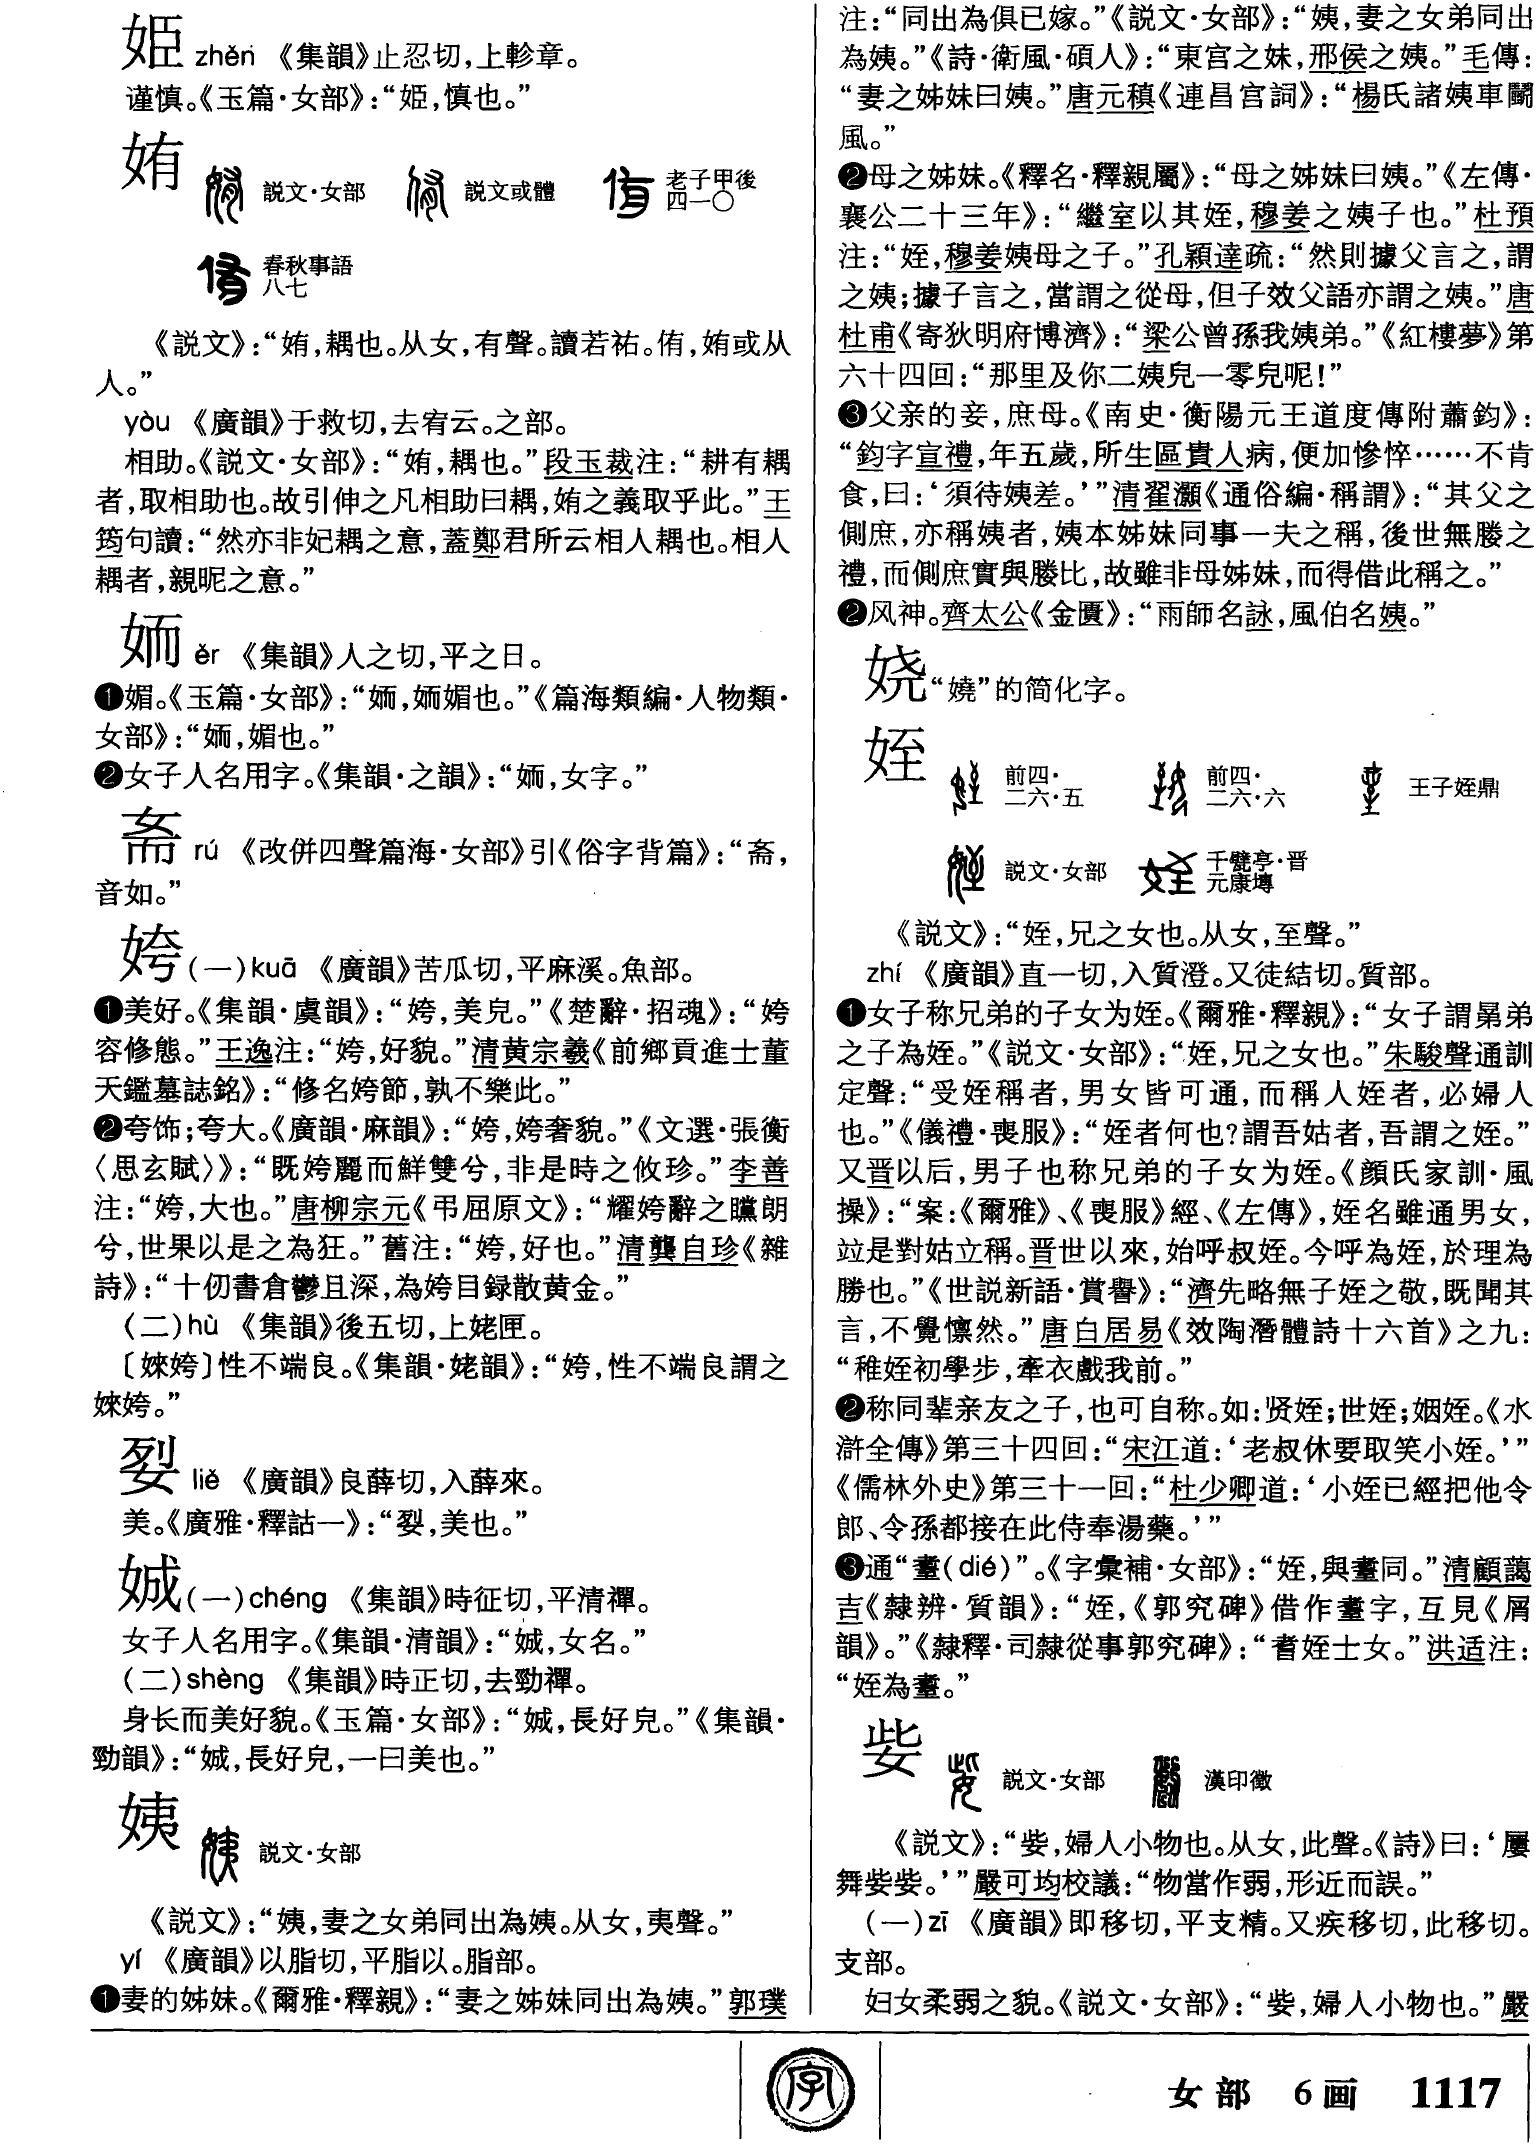 姫 zhěn 《集韻》止忍切，上軫章。
谨慎。《玉篇·女部》：“姫，慎也。”
姷
説文·女部
説文或體
老子甲後
四一〇
春秋事語
八七
《説文》：“姷，耦也。从女，有聲。讀若祐。侑，姷或从
人。”
yòu 《廣韻》于救切，去宥云。之部。
相助。《説文·女部》：“姷，耦也。”段玉裁注：“耕有耦
者，取相助也。故引伸之凡相助曰耦，姷之義取乎此。”王
筠句讀：“然亦非妃耦之意，蓋鄭君所云相人耦也。相人
耦者，親昵之意。”
㛅 ěr 《集韻》人之切，平之日。
❶媚。《玉篇·女部》：“㛅，㛅媚也。”《篇海類編·人物類·
女部》：“㛅，媚也。”
❷女子人名用字。《集韻·之韻》：“㛅，女字。”
rú 《改併四聲篇海·女部》引《俗字背篇》：“
音如。”
姱 (一)kuā 《廣韻》苦瓜切，平麻溪。魚部。
❶美好。《集韻·虞韻》：“姱，美皃。”《楚辭·招魂》：“姱
容修態。”王逸注：“姱，好貌。”清黄宗羲《前鄉貢進士董
天鑑墓誌銘》：“修名姱節，孰不樂此。”
❷夸饰；夸大。《廣韻·麻韻》：“姱，姱奢貌。”《文選·張衡
〈思玄賦〉》：“既姱麗而鮮雙兮，非是時之攸珍。”李善
注：“姱，大也。”唐柳宗元《弔屈原文》：“耀姱辭之矘朗
兮，世果以是之為狂。”舊注：“姱，好也。”清龔自珍《雜
詩》：“十仞書倉鬱且深，為姱目録散黄金。”
(二)hù 《集韻》後五切，上姥匣。
〔婡姱〕性不端良。《集韻·姥韻》：“姱，性不端良謂之
婡姱。”
㛞 liě 《廣韻》良薛切，入薛來。
美。《廣雅·釋詁一》：“㛞，美也。”
娍 (一)chéng 《集韻》時征切，平清禪。
女子人名用字。《集韻·清韻》：“娍，女名。”
(二)shèng 《集韻》時正切，去勁禪。
身长而美好貌。《玉篇·女部》：“娍，長好皃。”《集韻·
勁韻》：“娍，長好皃，一曰美也。”
姨
説文·女部
《説文》：“姨，妻之女弟同出為姨。从女，夷聲。”
yí 《廣韻》以脂切，平脂以。脂部。
❶妻的姊妹。《爾雅·釋親》：“妻之姊妹同出為姨。”郭璞
注：“同出為俱已嫁。”《説文·女部》：“姨，妻之女弟同出
為姨。”《詩·衛風·碩人》：“東宫之妹，邢侯之姨。”毛傳：
“妻之姊妹曰姨。”唐元稹《連昌宫詞》：“楊氏諸姨車鬭
風。”
❷母之姊妹。《釋名·釋親屬》：“母之姊妹曰姨。”《左傳·
襄公二十三年》：“繼室以其姪，穆姜之姨子也。”杜預
注：“姪，穆姜姨母之子。”孔穎達疏：“然則據父言之，謂
之姨；據子言之，當謂之從母，但子效父語亦謂之姨。”唐
杜甫《寄狄明府博濟》：“梁公曾孫我姨弟。”《紅樓夢》第
六十四回：“那里及你二姨兒一零兒呢！”
❸父亲的妾，庶母。《南史·衡陽元王道度傳附蕭鈞》：
“鈞字宣禮，年五歲，所生區貴人病，便加慘悴……不肯
食，曰：‘須待姨差。’”清翟灝《通俗編·稱謂》：“其父之
側庶，亦稱姨者，姨本姊妹同事一夫之稱，後世無媵之
禮，而側庶實與媵比，故雖非母姊妹，而得借此稱之。”
❷风神。齊太公《金匱》：“雨師名詠，風伯名姨。”
娆 “嬈”的简化字。
姪
前四·
二六·五
前四·
二六·六
王子姪鼎
説文·女部
千甓亭·晋
元康塼
《説文》：“姪，兄之女也。从女，至聲。”
zhí 《廣韻》直一切，入質澄。又徒結切。質部。
❶女子称兄弟的子女为姪。《爾雅·釋親》：“女子謂晜弟
之子為姪。”《説文·女部》：“姪，兄之女也。”朱駿聲通訓
定聲：“受姪稱者，男女皆可通，而稱人姪者，必婦人
也。”《儀禮·喪服》：“姪者何也？謂吾姑者，吾謂之姪。”
又晋以后，男子也称兄弟的子女为姪。《顔氏家訓·風
操》：“案：《爾雅》、《喪服》經、《左傳》，姪名雖通男女，
竝是對姑立稱。晋世以來，始呼叔姪。今呼為姪，於理為
勝也。”《世説新語·賞譽》：“濟先略無子姪之敬，既聞其
言，不覺懍然。”唐白居易《效陶潛體詩十六首》之九：
“稚姪初學步，牽衣戲我前。”
❷称同辈亲友之子，也可自称。如：贤姪；世姪；姻姪。《水
滸全傳》第三十四回：“宋江道：‘老叔休要取笑小姪。’”
《儒林外史》第三十一回：“杜少卿道：‘小姪已經把他令
郎、令孫都接在此侍奉湯藥。’”
❸通“耋(dié)”。《字彙補·女部》：“姪，與耋同。”清顧藹
吉《隸辨·質韻》：“姪，《郭究碑》借作耋字，互見《屑
韻》。”《隸釋·司隸從事郭究碑》：“耆姪士女。”洪适注：
“姪為耋。”
姕
説文·女部
漢印徵
《説文》：“姕，婦人小物也。从女，此聲。《詩》曰：‘屢
舞姕姕。’”嚴可均校議：“物當作弱，形近而誤。”
(一)zī 《廣韻》即移切，平支精。又疾移切，此移切。
支部。
妇女柔弱之貌。《説文·女部》：“姕，婦人小物也。”嚴
字
女部 6画 1117